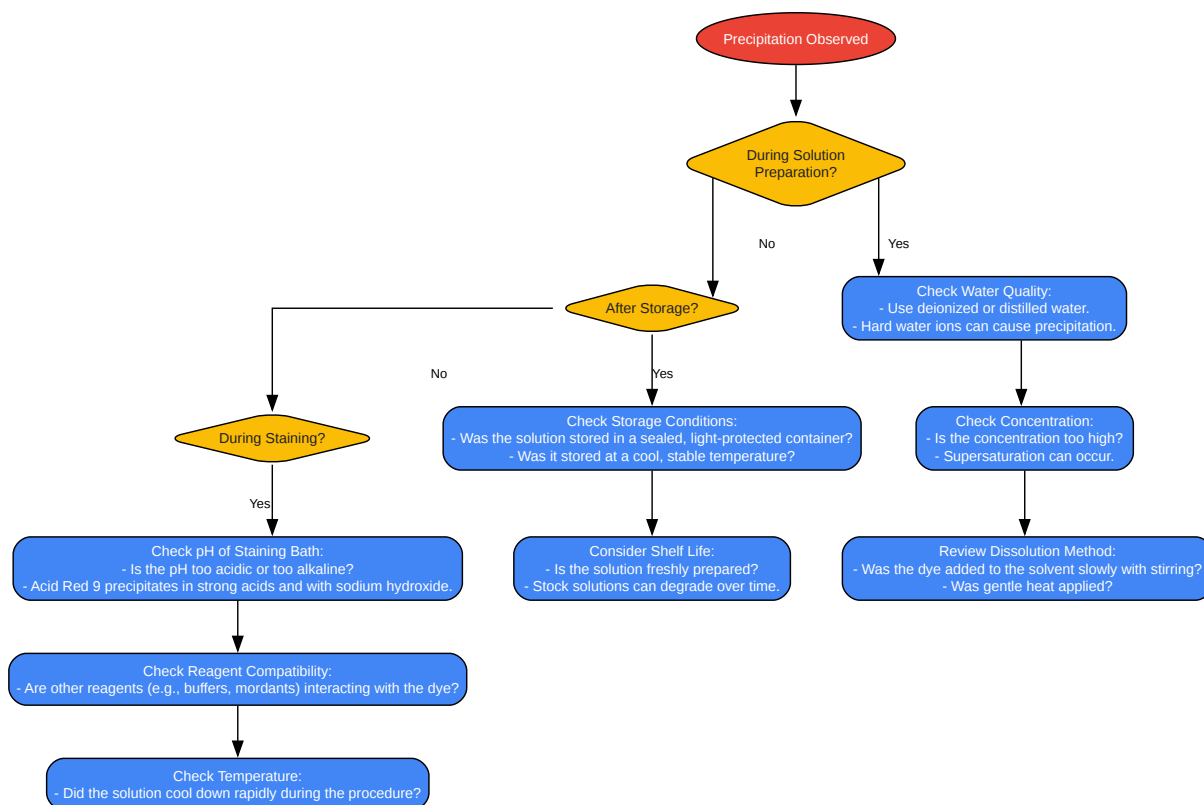 Precipitation Observed
During Solution
Preparation?
No
Yes
Check Water Quality:
- Use deionized or distilled water.
- Hard water ions can cause precipitation.
After Storage?
No
Yes
Check Storage Conditions:
- Was the solution stored in a sealed, light-protected container?
- Was it stored at a cool, stable temperature?
Check Concentration:
- Is the concentration too high?
- Supersaturation can occur.
During Staining?
Yes
Check pH of Staining Bath:
- Is the pH too acidic or too alkaline?
- Acid Red 9 precipitates in strong acids and with sodium hydroxide.
Consider Shelf Life:
- Is the solution freshly prepared?
- Stock solutions can degrade over time.
Review Dissolution Method:
- Was the dye added to the solvent slowly with stirring?
- Was gentle heat applied?
Check Reagent Compatibility:
- Are other reagents (e.g., buffers, mordants) interacting with the dye?
Check Temperature:
- Did the solution cool down rapidly during the procedure?